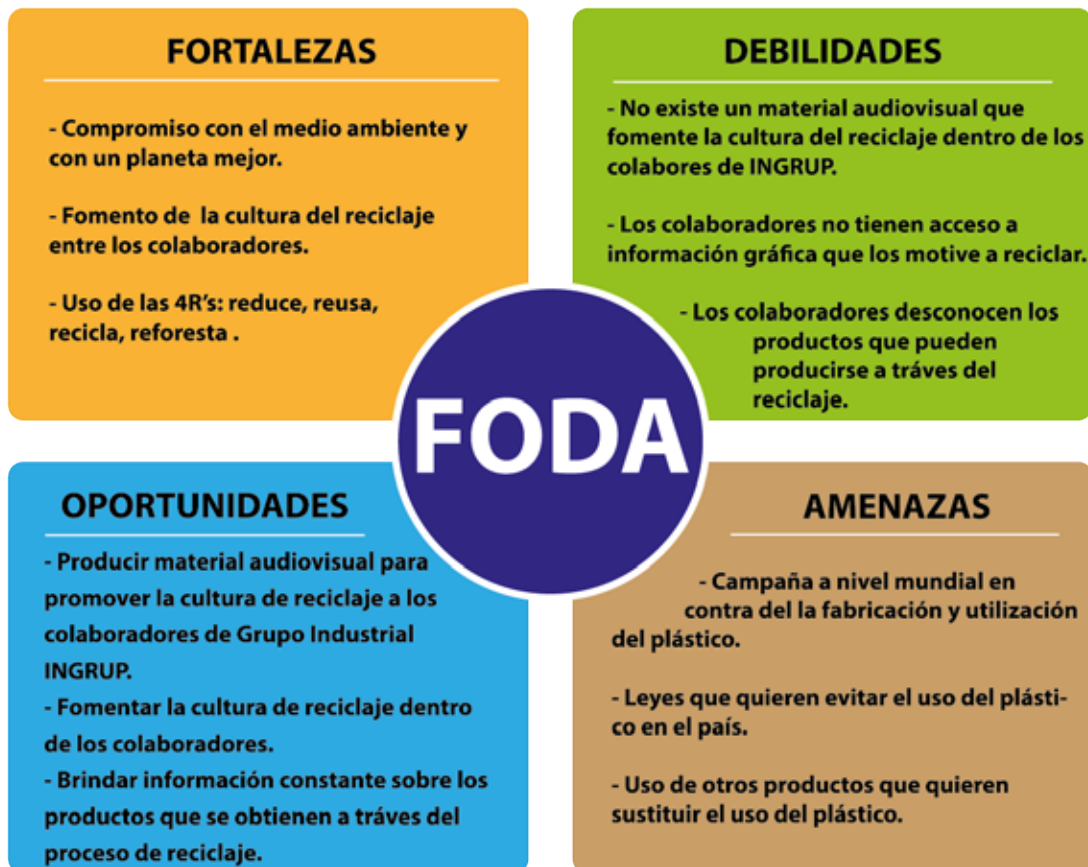 FORTALEZAS
- Compromiso con el medio ambiente y
con un planeta mejor.
- Fomento de la cultura del reciclaje
entre los colaboradores.
- Uso de las 4R's: reduce, reusa,
recicla, reforesta .
DEBILIDADES
- No existe un material audiovisual que
fomente la cultura del reciclaje dentro de los
colabores de INGRUP.
- Los colaboradores no tienen acceso a
información gráfica que los motive a reciclar.
- Los colaboradores desconocen los
productos que pueden
producirse a tráves del
reciclaje.
FODA
OPORTUNIDADES
- Producir material audiovisual para
promover la cultura de reciclaje a los
colaboradores de Grupo Industrial
INGRUP.
- Fomentar la cultura de reciclaje dentro
de los colaboradores.
- Brindar información constante sobre los
productos que se obtienen a tráves del
proceso de reciclaje.
AMENAZAS
- Campaña a nivel mundial en
contra del la fabricación y utilización
del plástico.
- Leyes que quieren evitar el uso del plásti-
co en el país.
- Uso de otros productos que quieren
sustituir el uso del plástico.